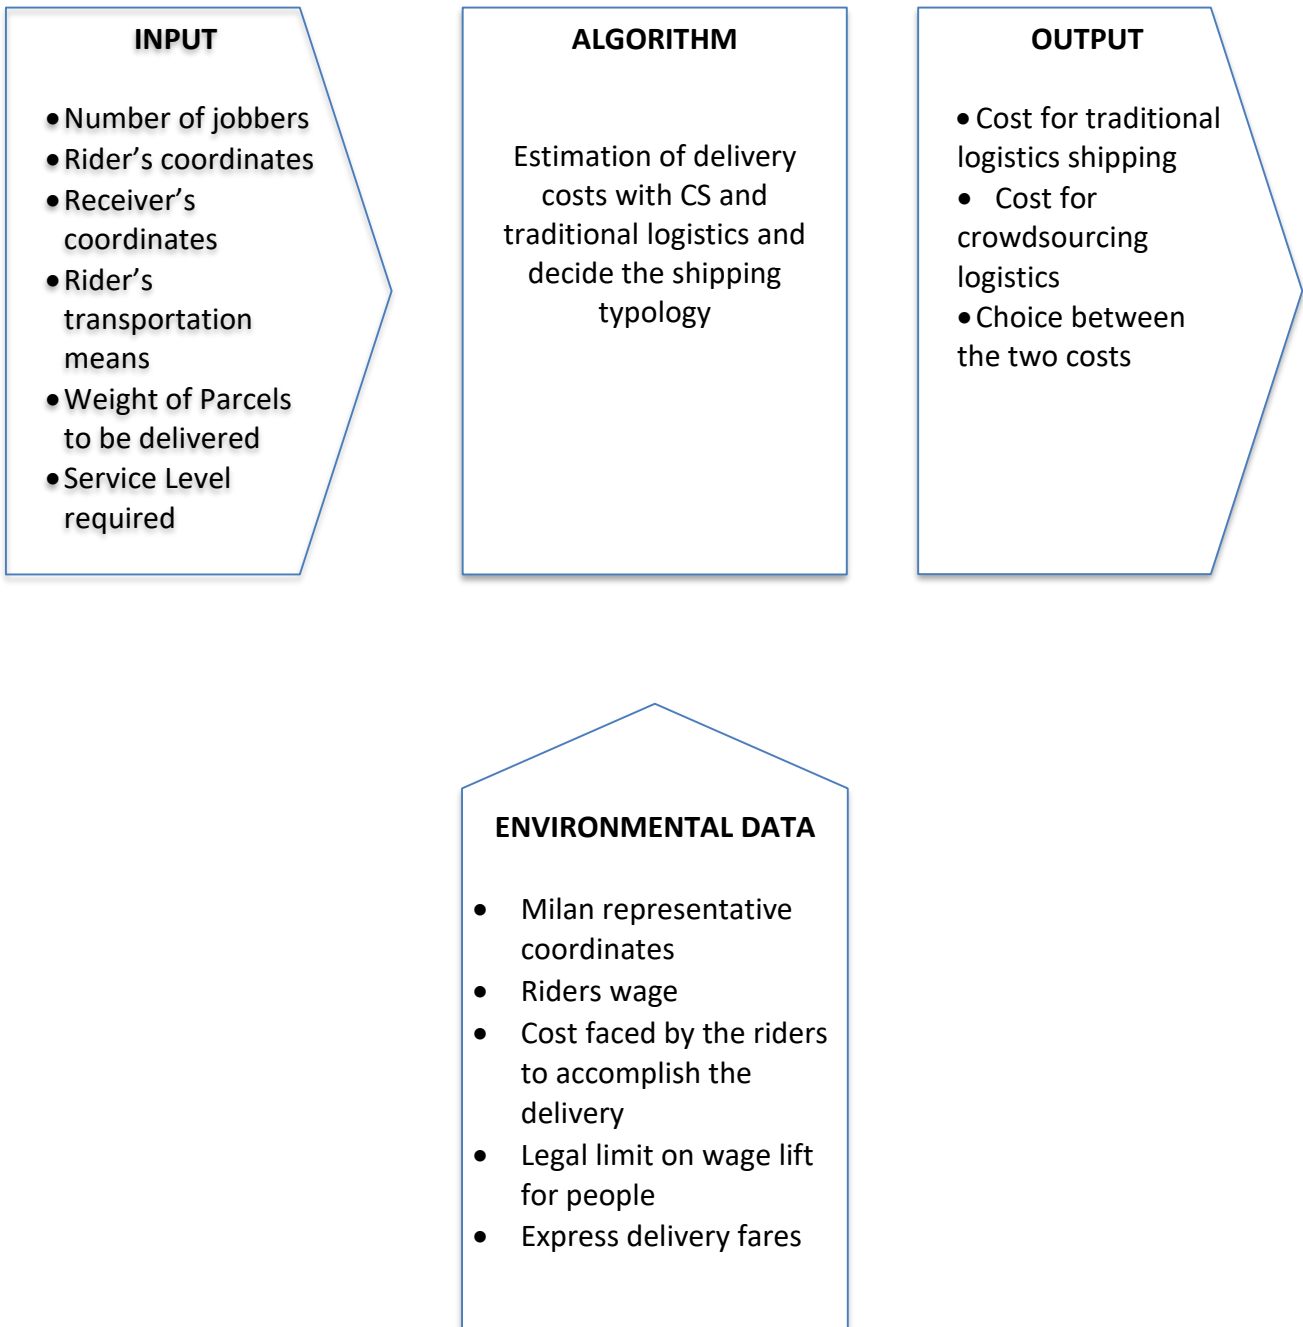 INPUT
• Number of jobbers
• Rider’s coordinates
• Receiver’s
coordinates
• Rider’s
transportation
means
• Weight of Parcels
to be delivered
• Service Level
required
ALGORITHM
Estimation of delivery
costs with CS and
traditional logistics and
decide the shipping
typology
OUTPUT
• Cost for traditional
logistics shipping
• Cost for
crowdsourcing
logistics
• Choice between
the two costs
ENVIRONMENTAL DATA
• Milan representative
coordinates
• Riders wage
• Cost faced by the riders
to accomplish the
delivery
• Legal limit on wage lift
for people
• Express delivery fares